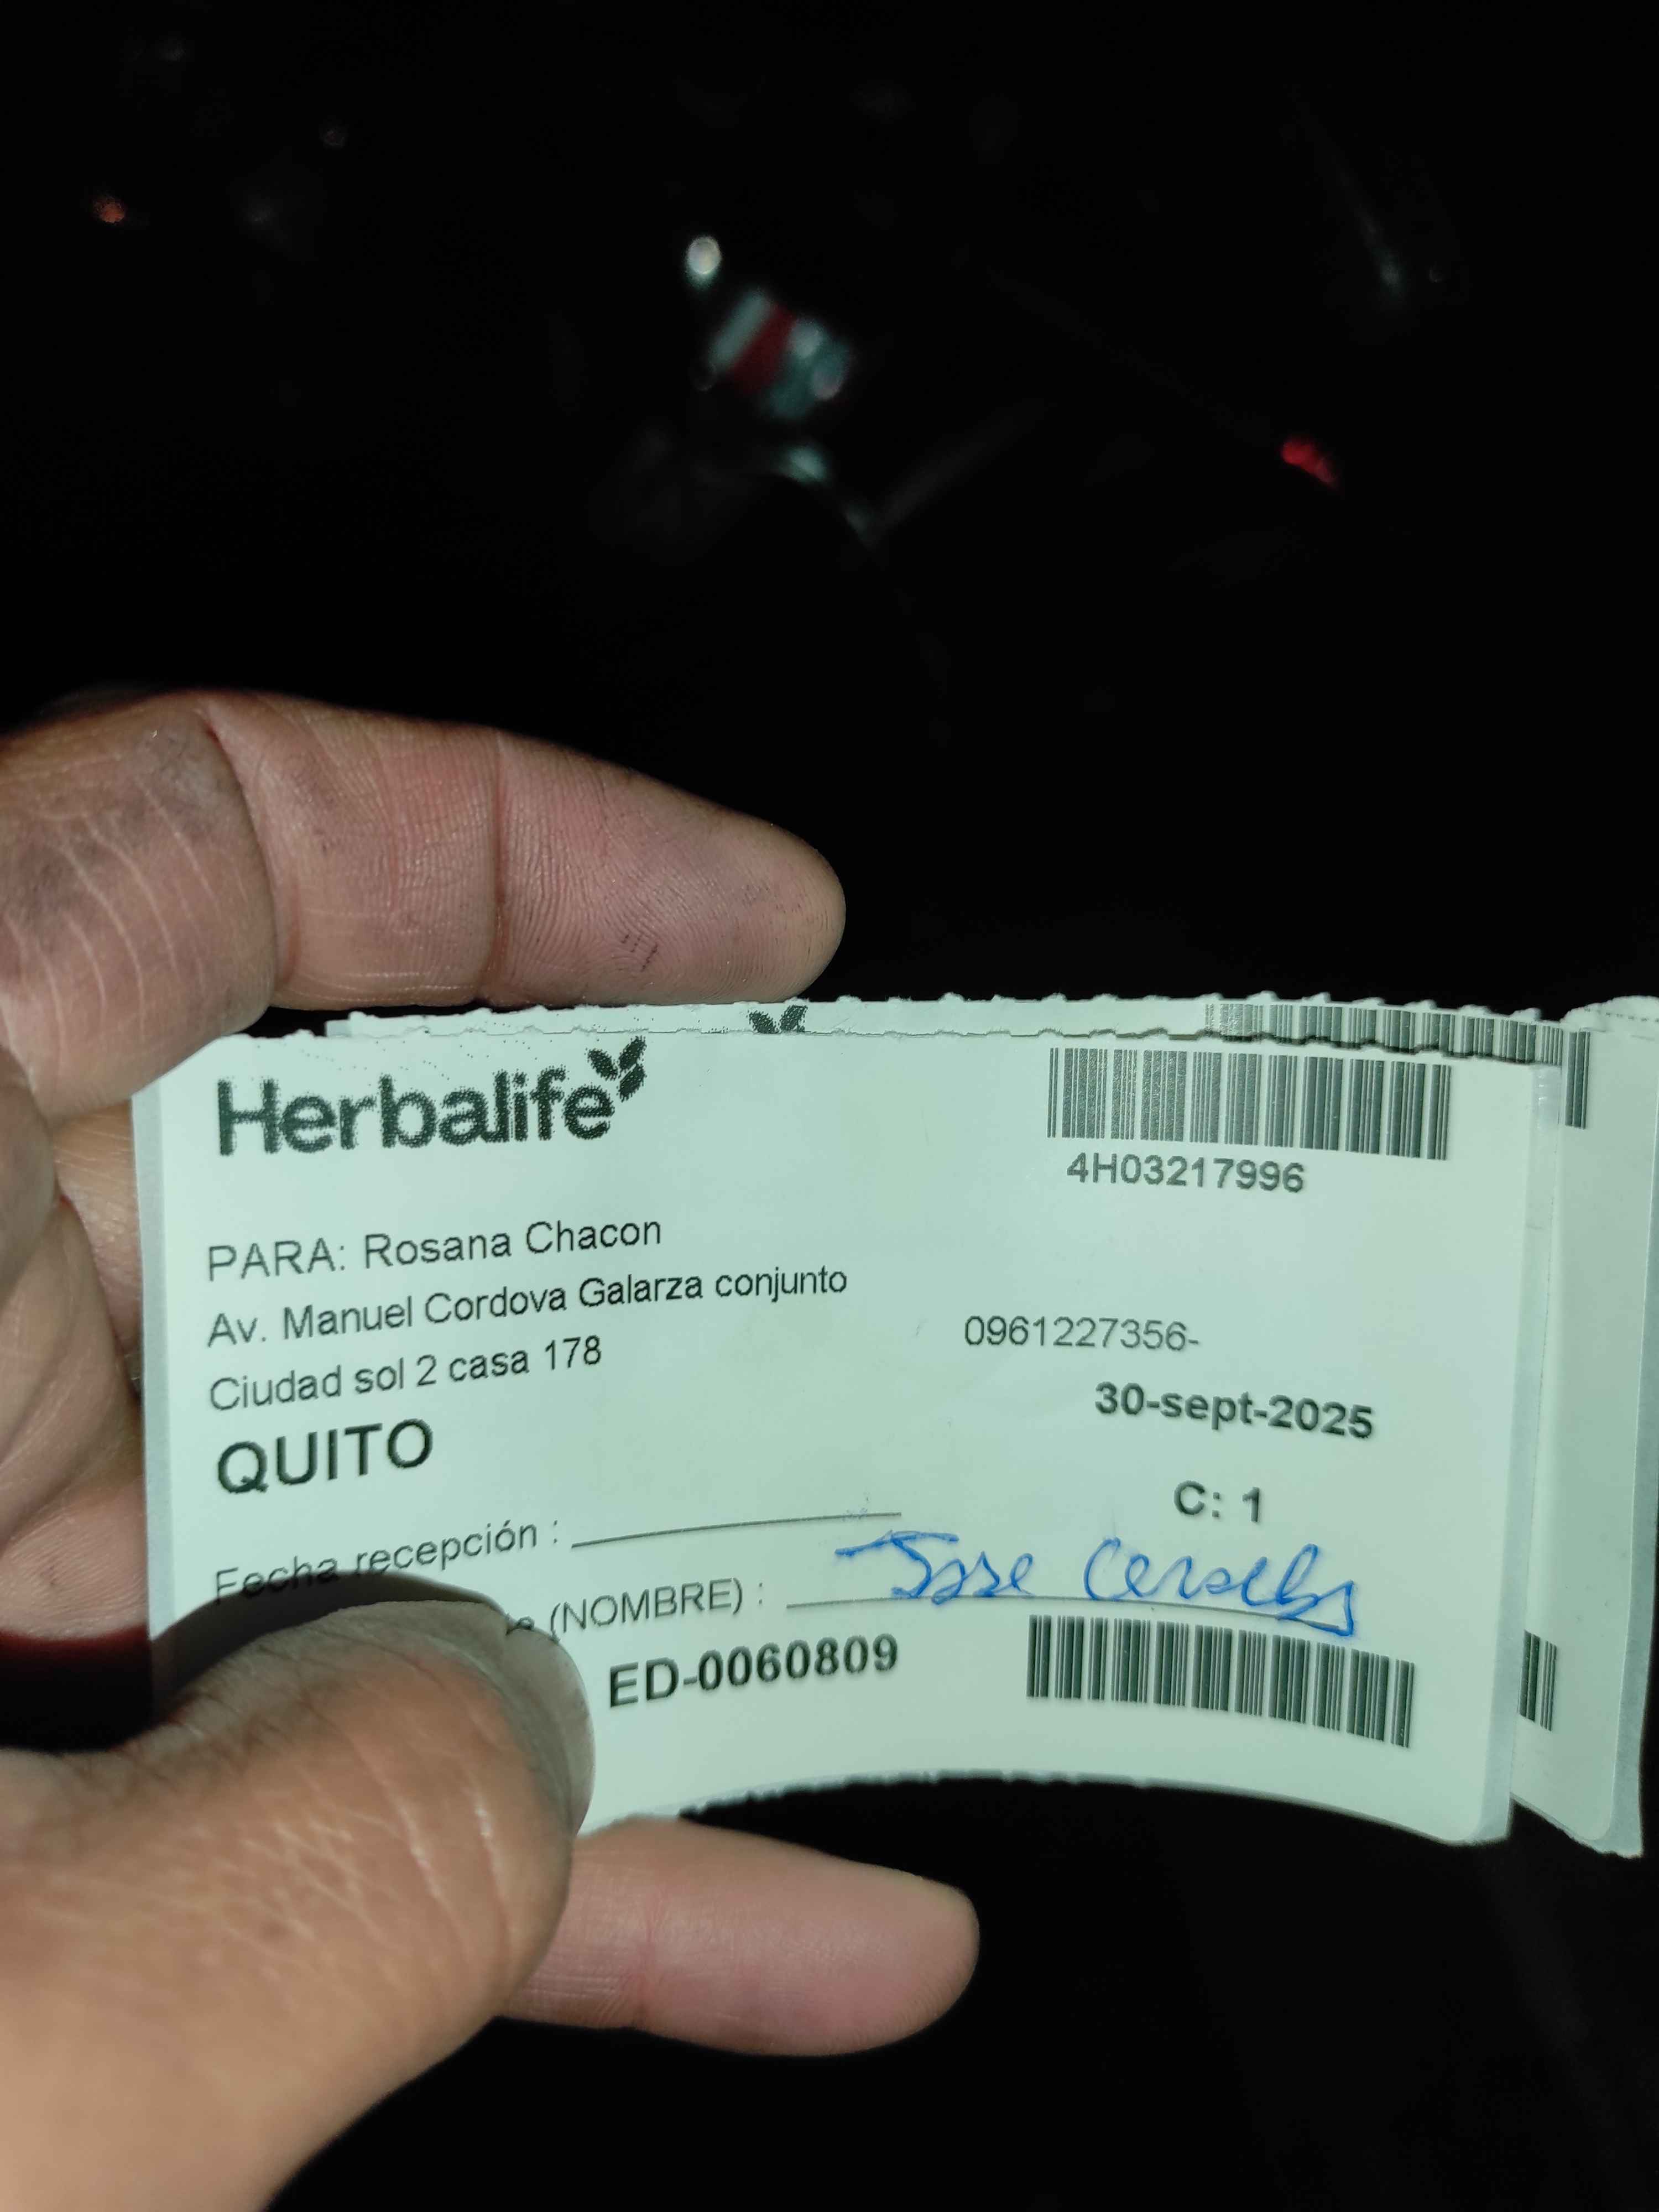 Herbalife
4H03217996
PARA: Rosana Chacon
Av. Manuel Cordova Galarza conjunto
Ciudad sol 2 casa 178
0961227356-
QUITO
30-sept-2025
C: 1
Fecha recepción :
(NOMBRE) :
ED-0060809